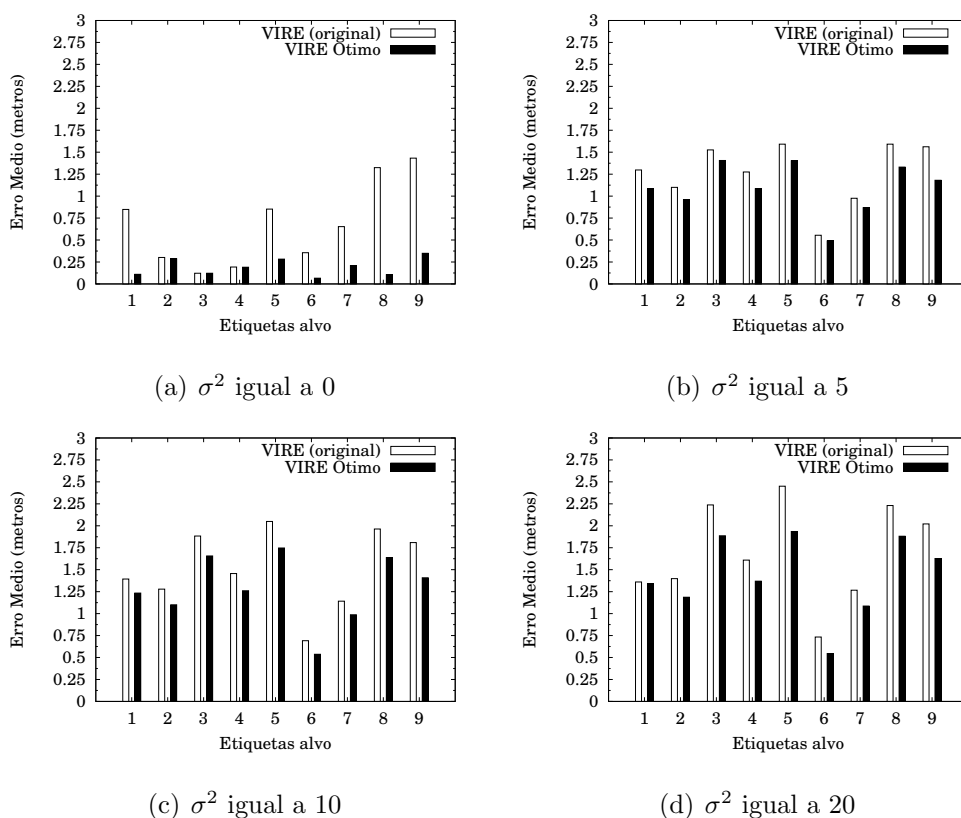 3
2.75
2.5
2.25
2
1.75
1.5
1.25
1
0.75
0.5
0.25
0
Erro Medio (metros)
VIRE (original)
VIRE Otimo
1 2 3 4 5 6 7 8 9
Etiquetas alvo
(a) σ² igual a 0
3
2.75
2.5
2.25
2
1.75
1.5
1.25
1
0.75
0.5
0.25
0
Erro Medio (metros)
VIRE (original)
VIRE Otimo
1 2 3 4 5 6 7 8 9
Etiquetas alvo
(b) σ² igual a 5
3
2.75
2.5
2.25
2
1.75
1.5
1.25
1
0.75
0.5
0.25
0
Erro Medio (metros)
VIRE (original)
VIRE Otimo
1 2 3 4 5 6 7 8 9
Etiquetas alvo
(c) σ² igual a 10
3
2.75
2.5
2.25
2
1.75
1.5
1.25
1
0.75
0.5
0.25
0
Erro Medio (metros)
VIRE (original)
VIRE Otimo
1 2 3 4 5 6 7 8 9
Etiquetas alvo
(d) σ² igual a 20